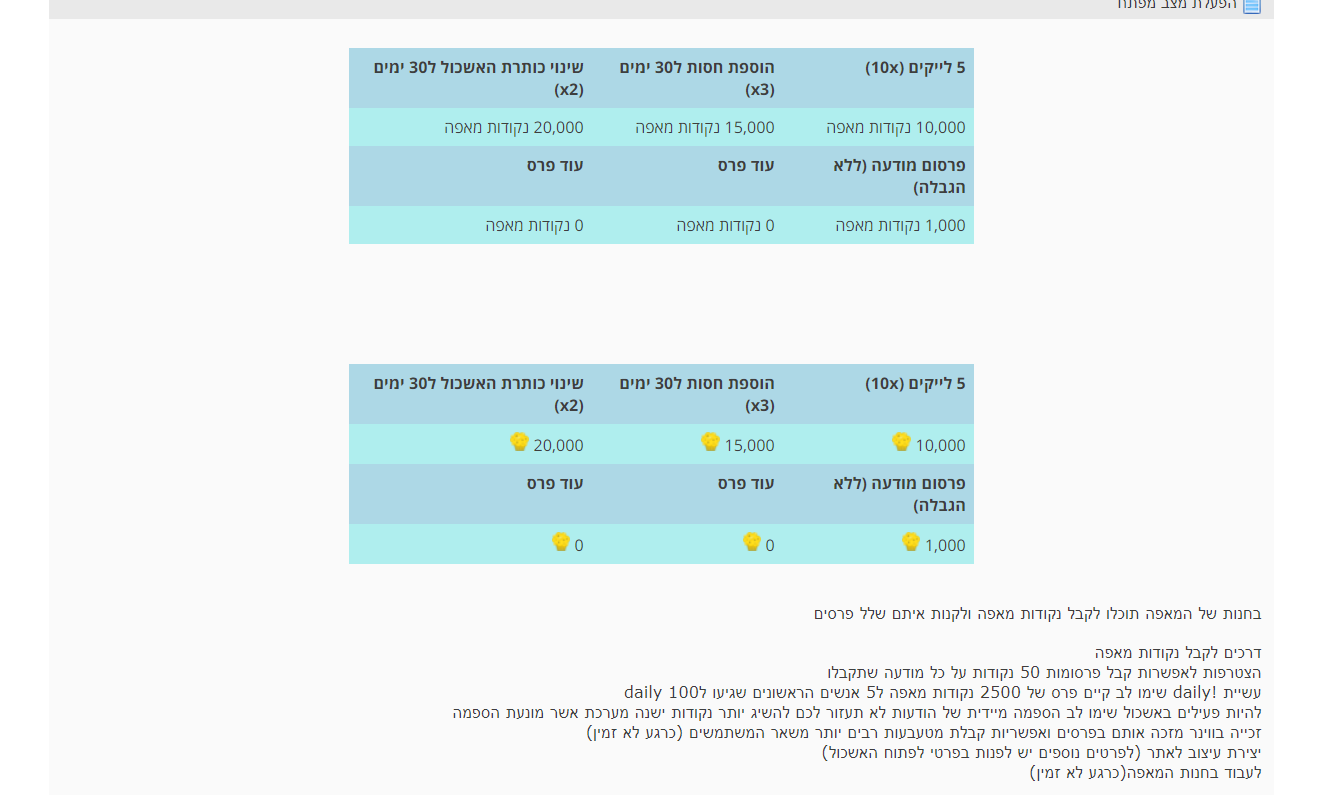 הפעלת מצב מפתח
5 לייקים (10x)
הוספת חסות ל30 ימים
(x3)
שינוי כותרת האשכול ל30 ימים
(x2)
10,000 נקודות מאפה
15,000 נקודות מאפה
20,000 נקודות מאפה
פרסום מודעה (ללא
הגבלה)
עוד פרס
עוד פרס
1,000 נקודות מאפה
0 נקודות מאפה
0 נקודות מאפה
5 לייקים (10x)
הוספת חסות ל30 ימים
(x3)
שינוי כותרת האשכול ל30 ימים
(x2)
10,000
15,000
20,000
פרסום מודעה (ללא
הגבלה)
עוד פרס
עוד פרס
1,000
0
0
בחנות של המאפה תוכלו לקבל נקודות מאפה ולקנות איתם שלל פרסים
דרכים לקבל נקודות מאפה
הצטרפות לאפשרות קבל פרסומות 50 נקודות על כל מודעה שתקבלו
עשיית !daily שימו לב קיים פרס של 2500 נקודות מאפה ל5 אנשים הראשונים שגיעו ל100 daily
להיות פעילים באשכול שימו לב הספמה מיידית של הודעות לא תעזור לכם להשיג יותר נקודות ישנה מערכת אשר מונעת הספמה
זכייה בווינר מזכה אותם בפרסים ואפשריות קבלת מטעבעות רבים יותר משאר המשתמשים (כרגע לא זמין)
יצירת עיצוב לאתר (לפרטים נוספים יש לפנות בפרטי לפתוח האשכול)
לעבוד בחנות המאפה(כרגע לא זמין)